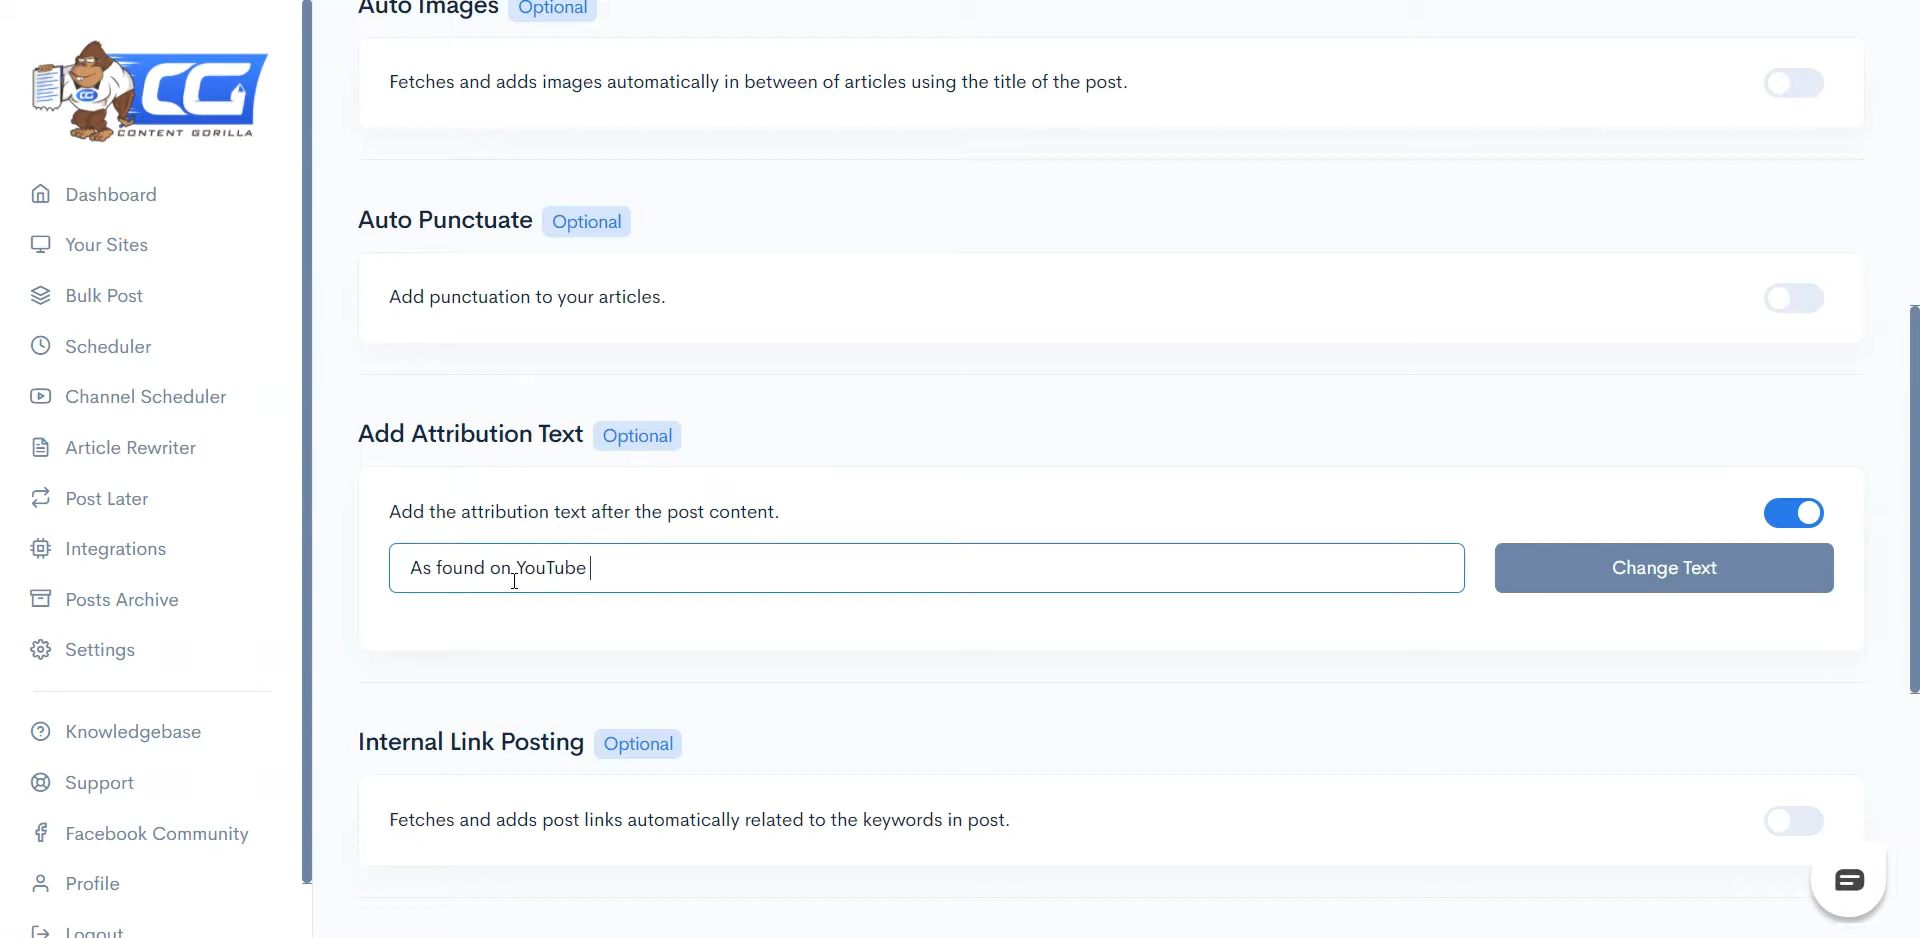 CG
CONTENT GORILLA
Dashboard
Your Sites
Bulk Post
Scheduler
Channel Scheduler
Article Rewriter
Post Later
Integrations
Posts Archive
Settings
Knowledgebase
Support
Facebook Community
Profile
Logout
Auto Images Optional
Fetches and adds images automatically in between of articles using the title of the post.
Auto Punctuate Optional
Add punctuation to your articles.
Add Attribution Text Optional
Add the attribution text after the post content.
As found on YouTube
Change Text
Internal Link Posting Optional
Fetches and adds post links automatically related to the keywords in post.